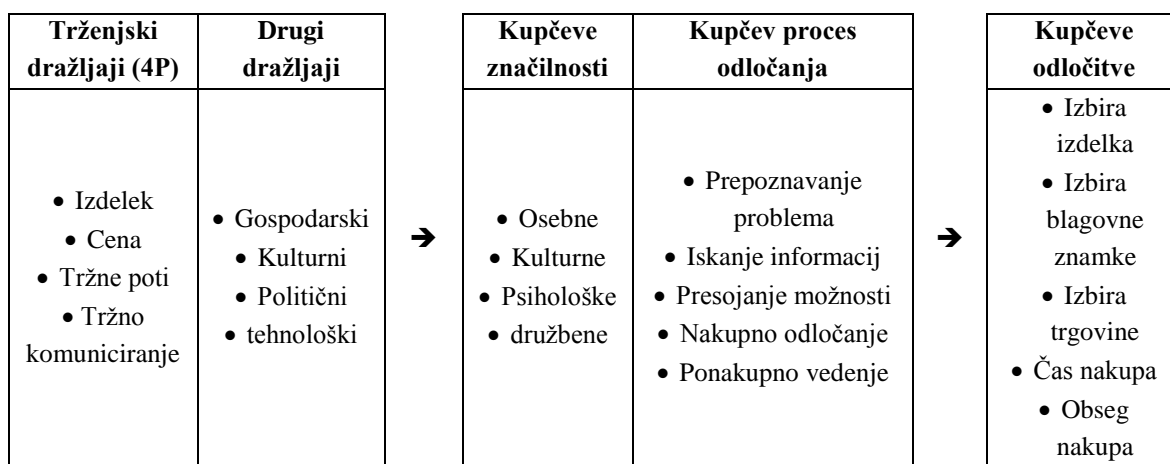 Trženjski
dražljaji (4P)
Drugi
dražljaji
Kupčeve
značilnosti
Kupčev proces
odločanja
Kupčeve
odločitve
• Izdelek
• Cena
• Tržne poti
• Tržno
komuniciranje
• Gospodarski
• Kulturni
• Politični
• tehnološki
➔
• Osebne
• Kulturne
• Psihološke
• družbene
• Prepoznavanje
problema
• Iskanje informacij
• Presojanje možnosti
• Nakupno odločanje
• Ponakupno vedenje
➔
• Izbira
izdelka
• Izbira
blagovne
znamke
• Izbira
trgovine
• Čas nakupa
• Obseg
nakupa